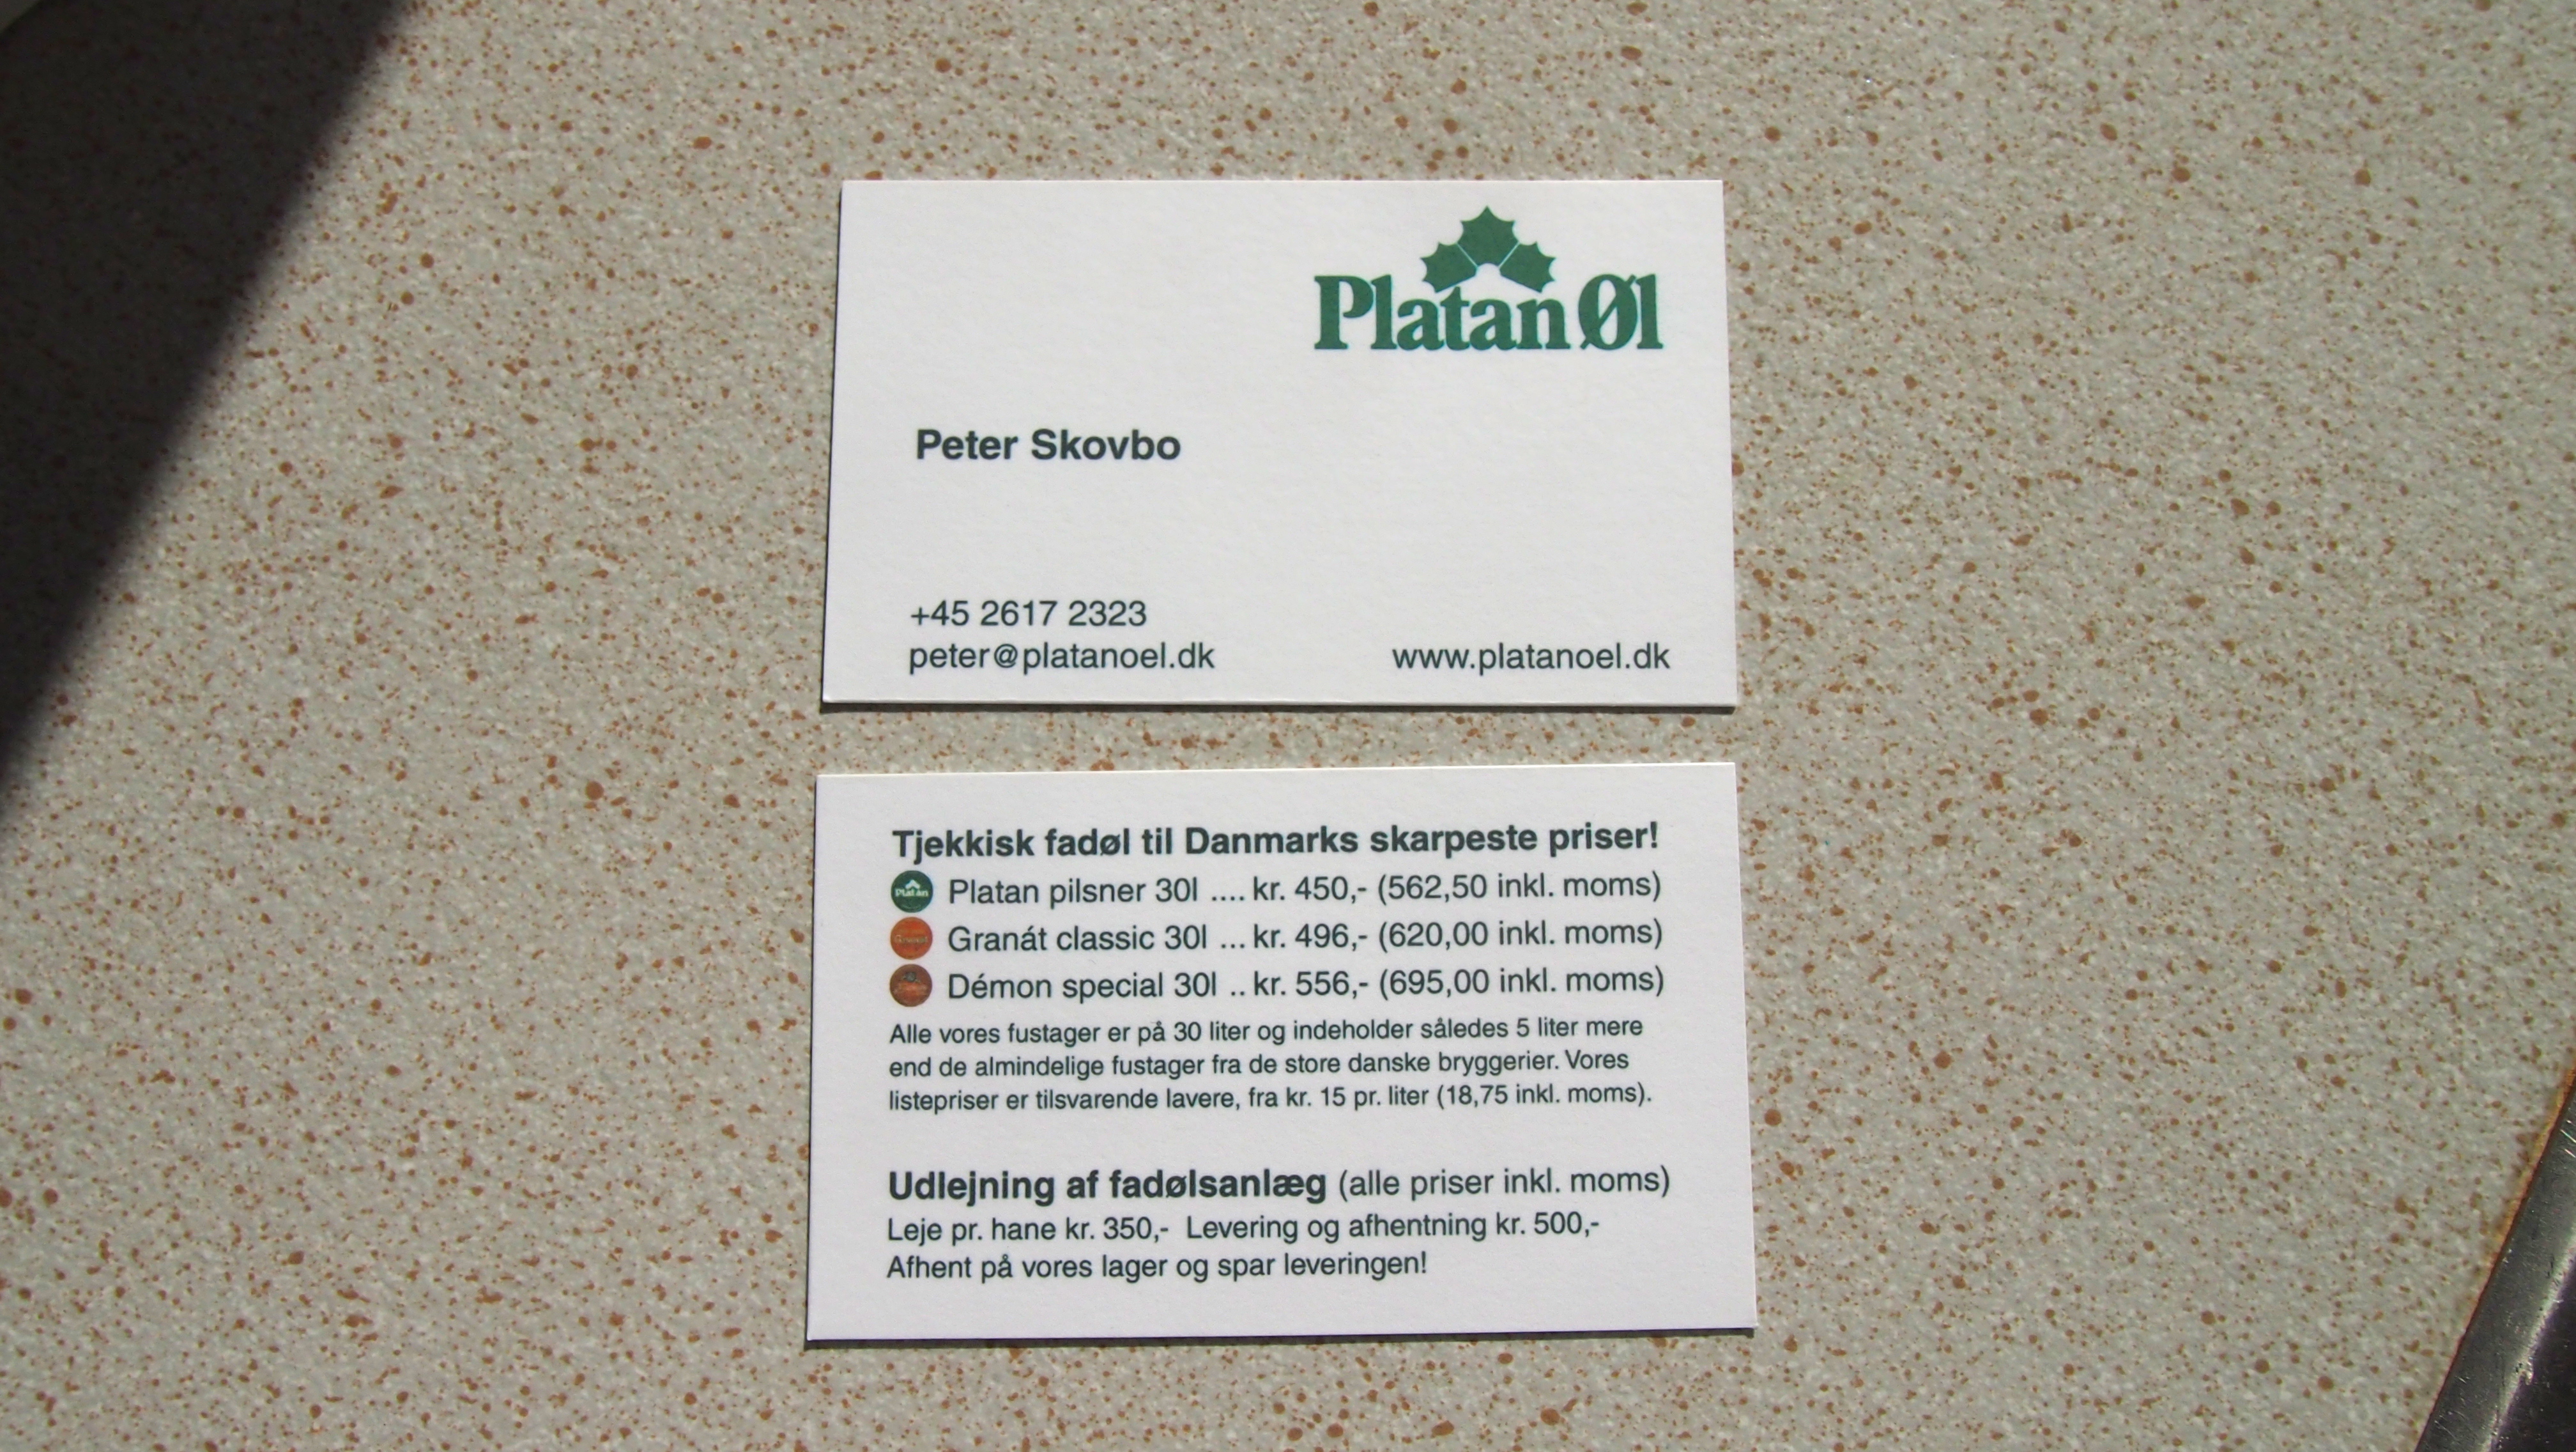 Platan Øl
Peter Skovbo
+45 2617 2323
peter@platanoel.dk
www.platanoel.dk
Tjekkisk fadøl til Danmarks skarpeste priser!
Platan Platan pilsner 30l .... kr. 450,- (562,50 inkl. moms)
Granát classic 30l ... kr. 496,- (620,00 inkl. moms)
Démon special 30l .. kr. 556,- (695,00 inkl. moms)
Alle vores fustager er på 30 liter og indeholder således 5 liter mere
end de almindelige fustager fra de store danske bryggerier. Vores
listepriser er tilsvarende lavere, fra kr. 15 pr. liter (18,75 inkl. moms).
Udlejning af fadølsanlæg (alle priser inkl. moms)
Leje pr. hane kr. 350,- Levering og afhentning kr. 500,-
Afhent på vores lager og spar leveringen!